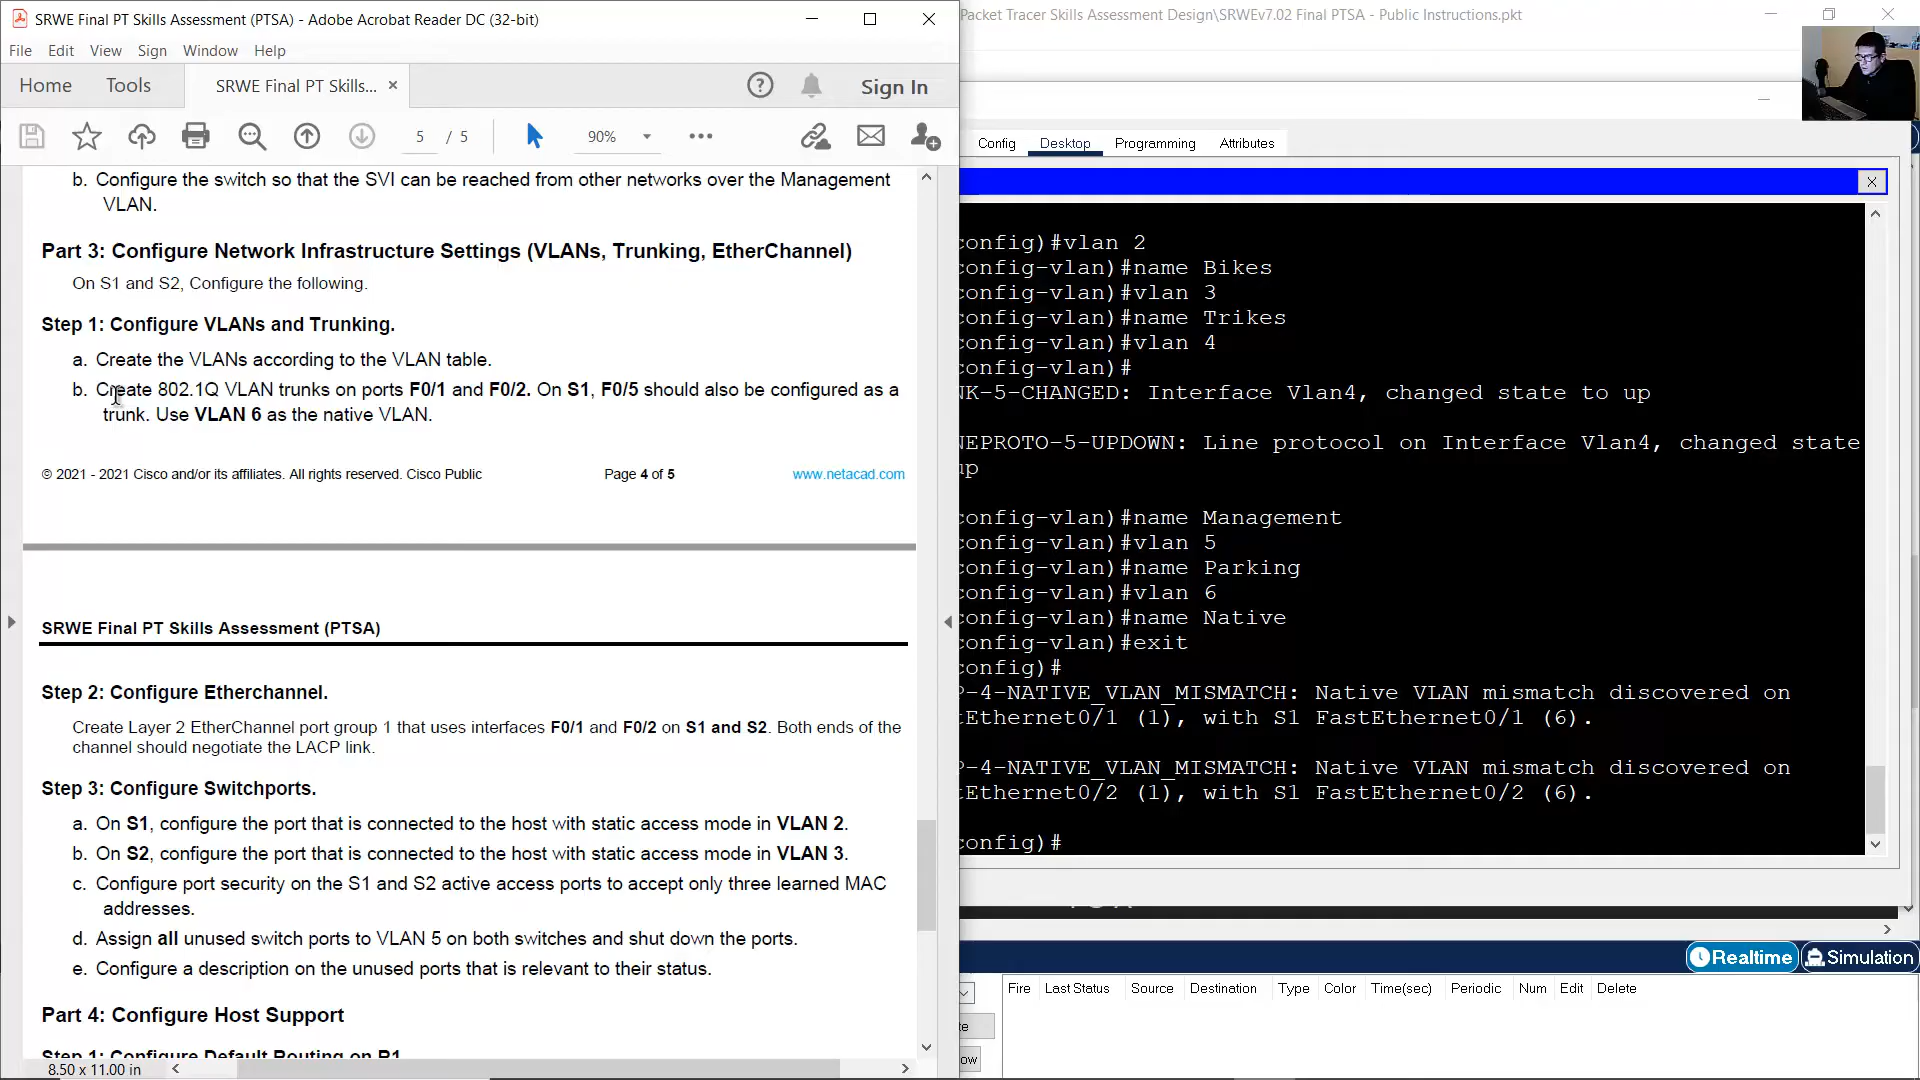 SRWE Final PT Skills Assessment (PTSA) - Adobe Acrobat Reader DC (32-bit)
File Edit View Sign Window Help
Home Tools SRWE Final PT Skills... × Sign In
5 / 5 90%
b. Configure the switch so that the SVI can be reached from other networks over the Management
VLAN.
Part 3: Configure Network Infrastructure Settings (VLANs, Trunking, EtherChannel)
On S1 and S2, Configure the following.
Step 1: Configure VLANs and Trunking.
a. Create the VLANs according to the VLAN table.
b. Create 802.1Q VLAN trunks on ports F0/1 and F0/2. On S1, F0/5 should also be configured as a
trunk. Use VLAN 6 as the native VLAN.
© 2021 - 2021 Cisco and/or its affiliates. All rights reserved. Cisco Public Page 4 of 5 www.netacad.com
SRWE Final PT Skills Assessment (PTSA)
Step 2: Configure Etherchannel.
Create Layer 2 EtherChannel port group 1 that uses interfaces F0/1 and F0/2 on S1 and S2. Both ends of the
channel should negotiate the LACP link.
Step 3: Configure Switchports.
a. On S1, configure the port that is connected to the host with static access mode in VLAN 2.
b. On S2, configure the port that is connected to the host with static access mode in VLAN 3.
c. Configure port security on the S1 and S2 active access ports to accept only three learned MAC
addresses.
d. Assign all unused switch ports to VLAN 5 on both switches and shut down the ports.
e. Configure a description on the unused ports that is relevant to their status.
Part 4: Configure Host Support
Step 1: Configure Default Routing on R1
8.50 x 11.00 in
Packet Tracer Skills Assessment Design\SRWEv7.02 Final PTSA - Public Instructions.pkt
Config Desktop Programming Attributes
X
config)#vlan 2
config-vlan)#name Bikes
config-vlan)#vlan 3
config-vlan)#name Trikes
config-vlan)#vlan 4
config-vlan)#
NK-5-CHANGED: Interface Vlan4, changed state to up
NEPROTO-5-UPDOWN: Line protocol on Interface Vlan4, changed state
up
config-vlan)#name Management
config-vlan)#vlan 5
config-vlan)#name Parking
config-vlan)#vlan 6
config-vlan)#name Native
config-vlan)#exit
config)#
P-4-NATIVE_VLAN_MISMATCH: Native VLAN mismatch discovered on
tEthernet0/1 (1), with S1 FastEthernet0/1 (6).
P-4-NATIVE_VLAN_MISMATCH: Native VLAN mismatch discovered on
tEthernet0/2 (1), with S1 FastEthernet0/2 (6).
config)#
Realtime Simulation
Fire Last Status Source Destination Type Color Time(sec) Periodic Num Edit Delete
te
ow